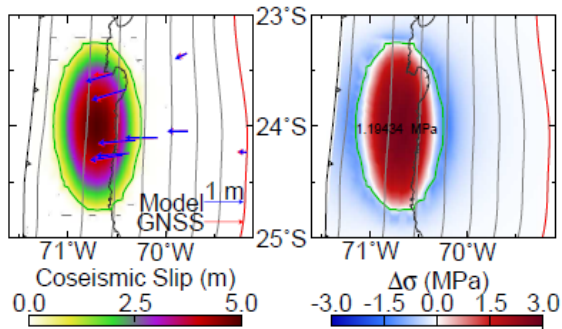 23°S
24°S
25°S
1.19434 MPa
Model 1 m
GNSS
71°W 70°W
71°W 70°W
Coseismic Slip (m)
0.0 2.5 5.0
Δσ (MPa)
-3.0 -1.5 0.0 1.5 3.0